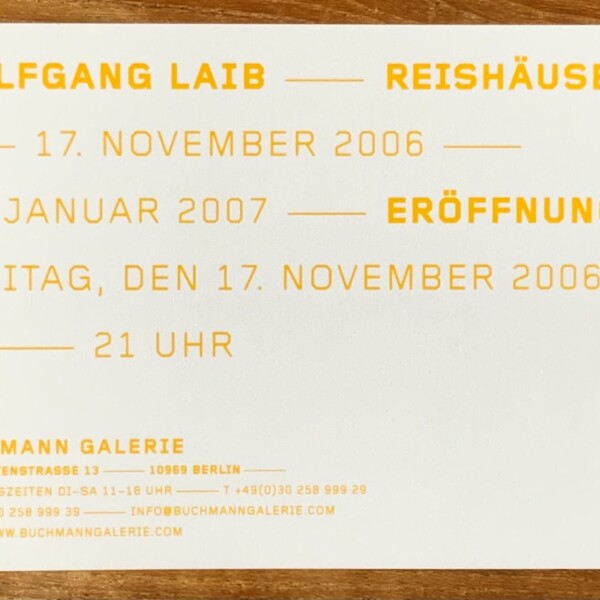 LFGANG LAIB —— REISHÄUSE
— 17. NOVEMBER 2006 ——
JANUAR 2007 —— ERÖFFNUNG
ITAG, DEN 17. NOVEMBER 2006
—— 21 UHR
MANN GALERIE
ENSTRASSE 13 —— 10969 BERLIN ——
SZEITEN DI–SA 11–18 UHR —— T +49(0)30 258 999 29
0 258 999 39 —— INFO@BUCHMANNGALERIE.COM
WW.BUCHMANNGALERIE.COM